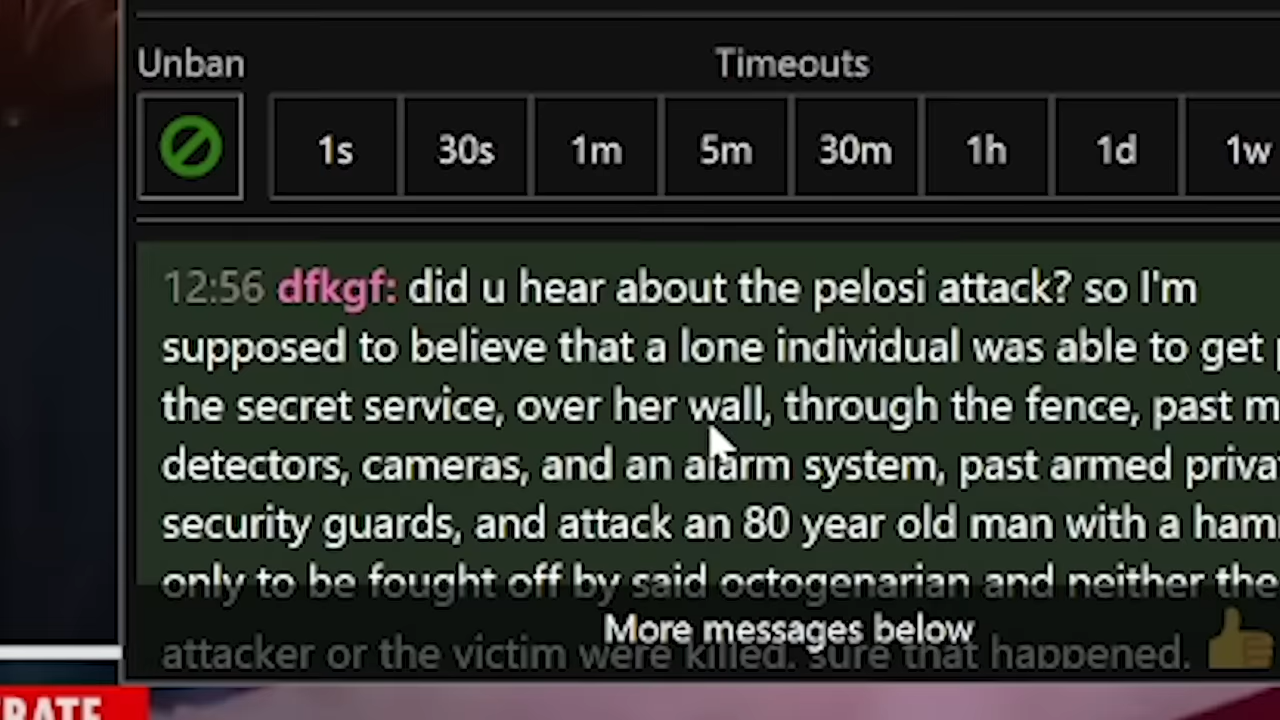 Unban
Timeouts
1s 30s 1m 5m 30m 1h 1d 1w
12:56 dfkgf: did u hear about the pelosi attack? so I'm
supposed to believe that a lone individual was able to get
the secret service, over her wall, through the fence, past
detectors, cameras, and an alarm system, past armed
security guards, and attack an 80 year old man with a
only to be fought off by said octogenarian and neither the
More messages below
attacker or the victim were killed. sure that happened.